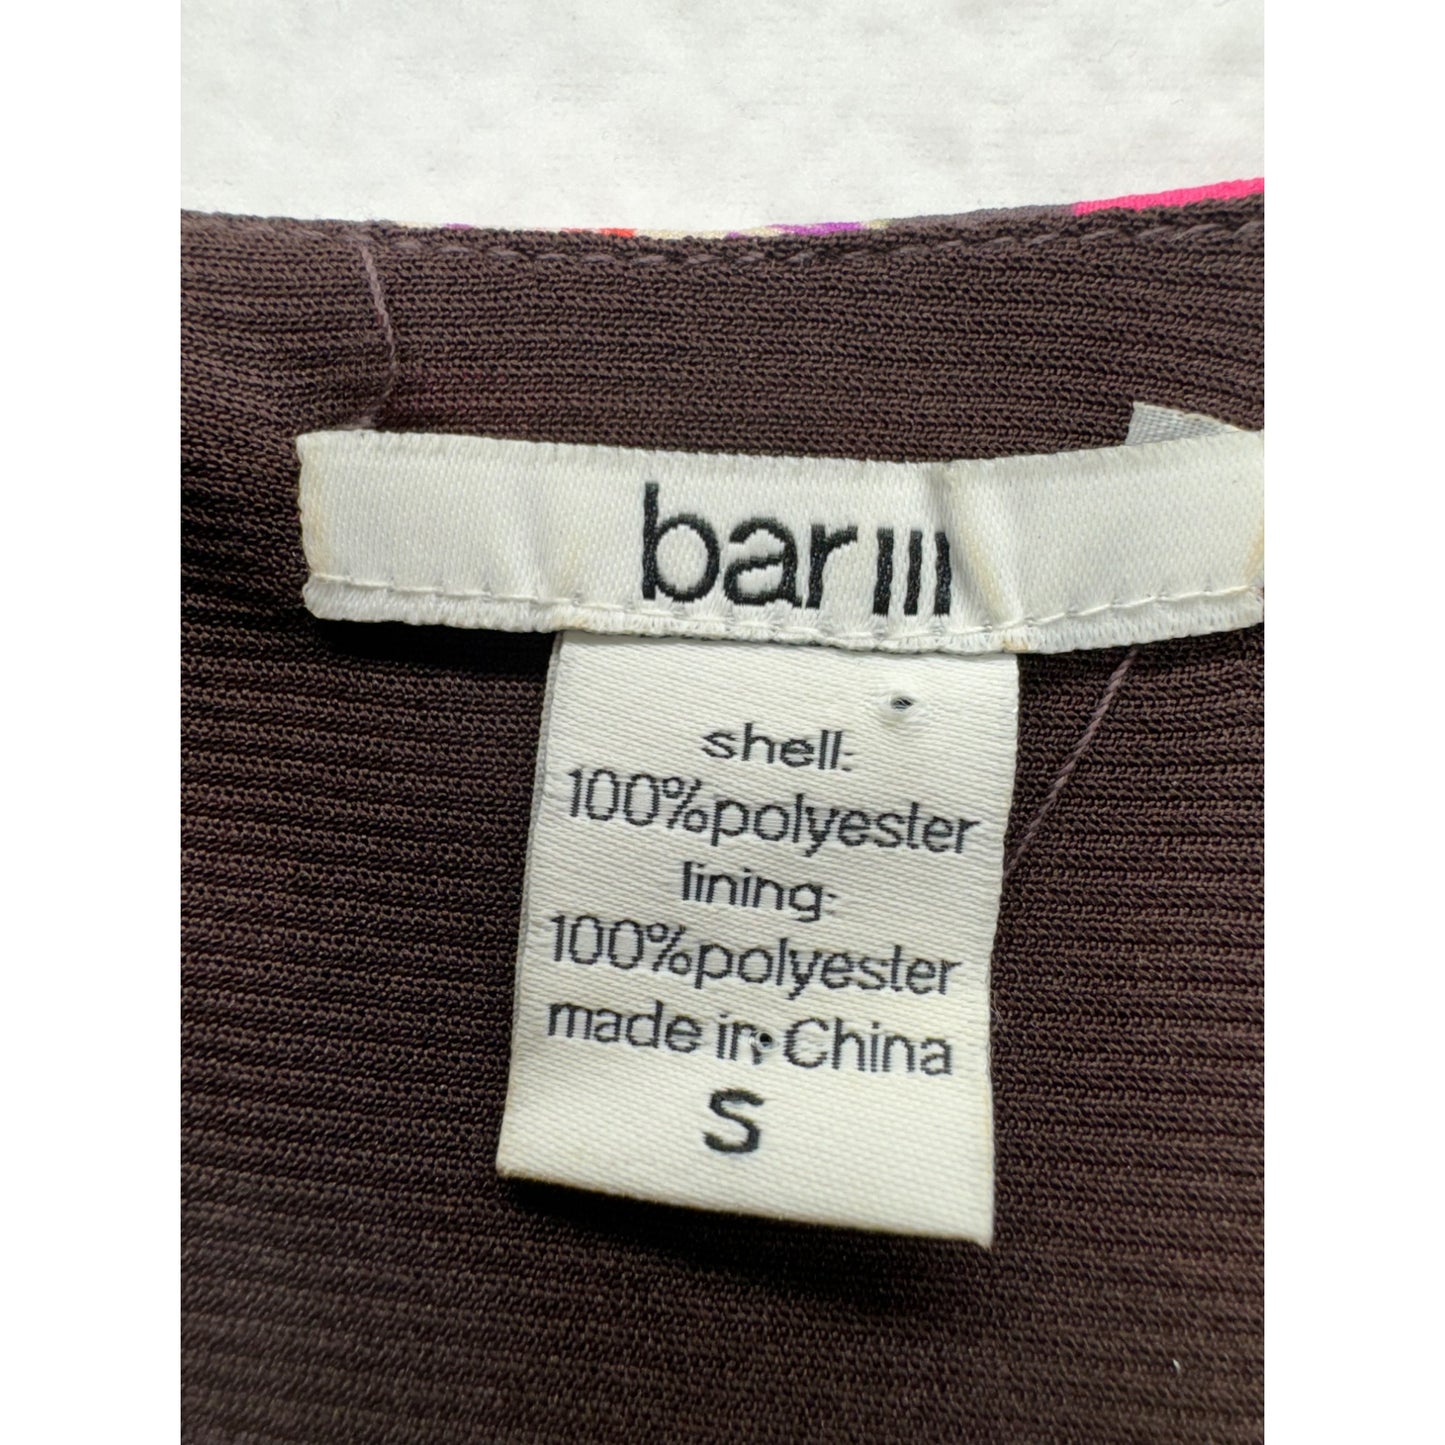 bar III
shell:
100%polyester
lining:
100%polyester
made in China
S